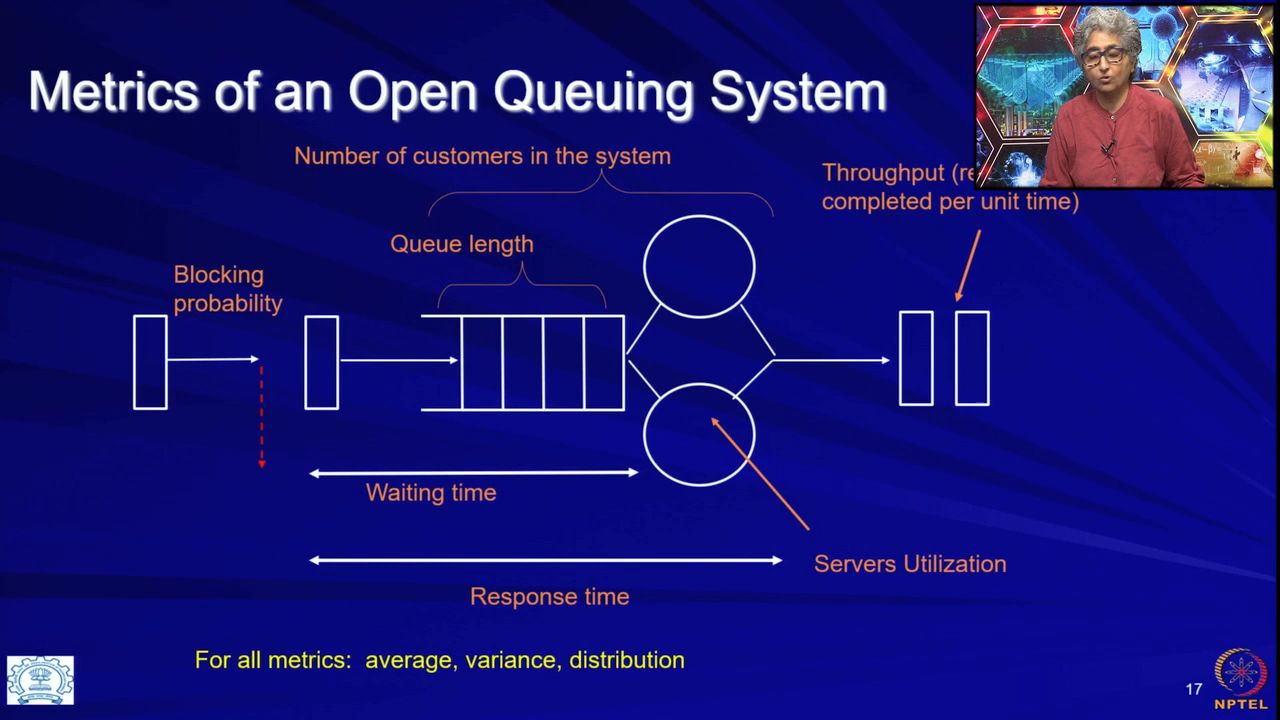 Metrics of an Open Queuing System
Number of customers in the system
Throughput (re
completed per unit time)
Queue length
Blocking
probability
Waiting time
Servers Utilization
Response time
For all metrics: average, variance, distribution
17
NPTEL